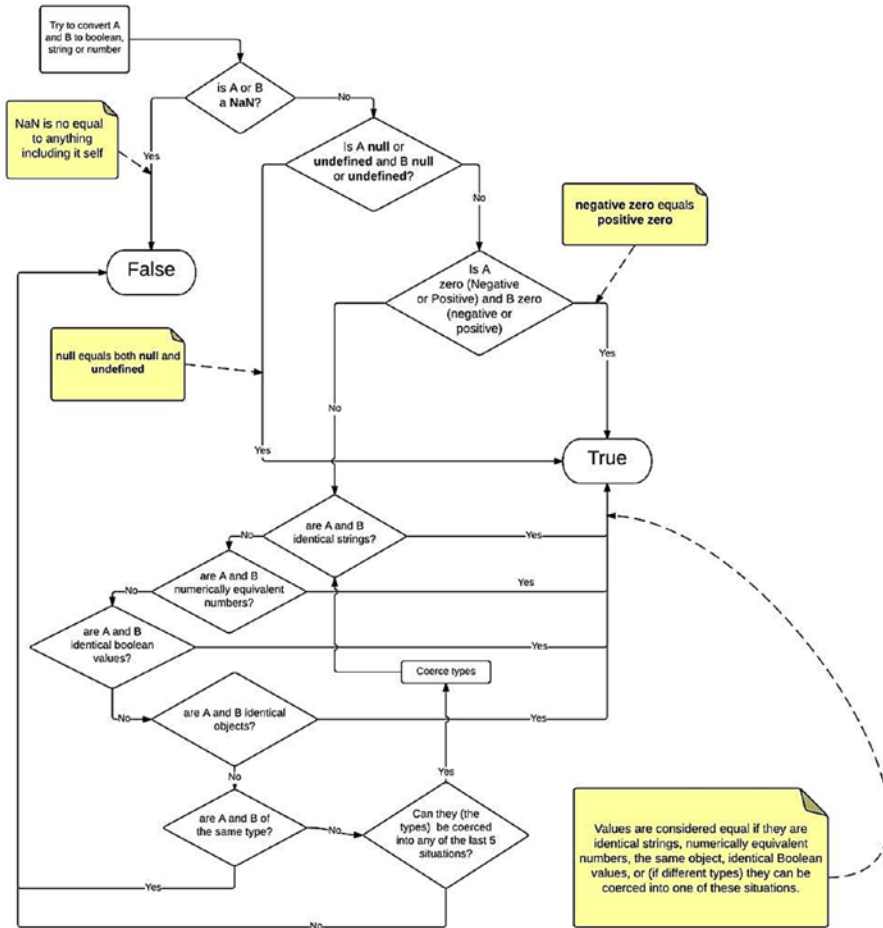 Try to convert A
and B to boolean,
string or number
is A or B
a NaN?
No
NaN is no equal
to anything
including it self
Yes
Is A null or
undefined and B null
or undefined?
No
negative zero equals
positive zero
False
Is A
zero (Negative
or Positive) and B zero
(negative or
positive)
Yes
null equals both null and
undefined
No
Yes
True
are A and B
identical strings?
No
Yes
are A and B
numerically equivalent
numbers?
No
Yes
are A and B
identical boolean
values?
Yes
Coerce types
No
are A and B identical
objects?
Yes
No
Yes
are A and B of
the same type?
No
Can they (the
types) be coerced
into any of the last 5
situations?
Values are considered equal if they are
identical strings, numerically equivalent
numbers, the same object, identical Boolean
values, or (if different types) they can be
coerced into one of these situations.
Yes
No